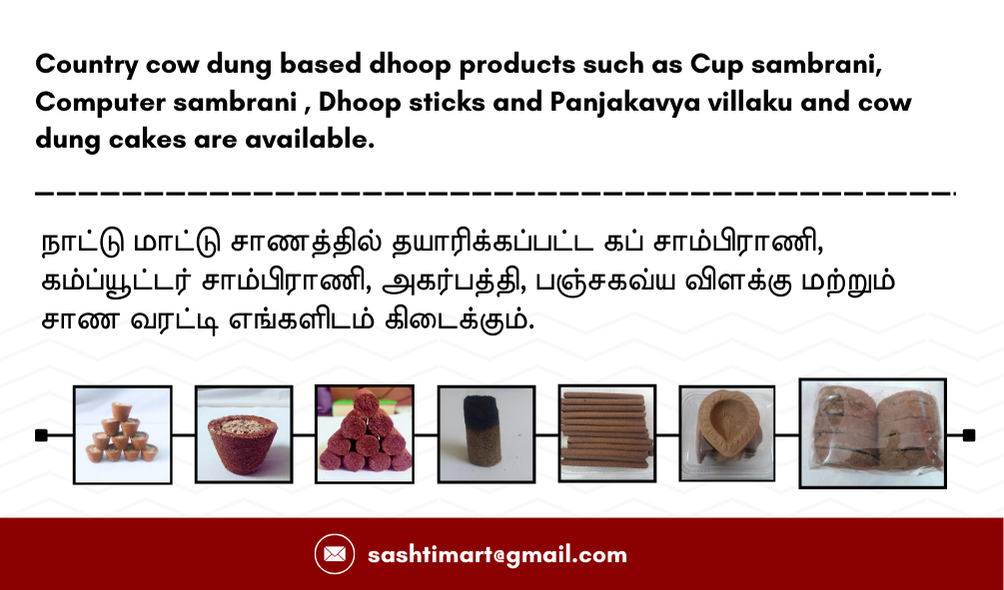 Country cow dung based dhoop products such as Cup sambrani,
Computer sambrani , Dhoop sticks and Panjakavya villaku and cow
dung cakes are available.
நாட்டு மாட்டு சாணத்தில் தயாரிக்கப்பட்ட கப் சாம்பிராணி,
கம்ப்யூட்டர் சாம்பிராணி, அகர்பத்தி, பஞ்சகவ்ய விளக்கு மற்றும்
சாண வரட்டி எங்களிடம் கிடைக்கும்.
sashtimart@gmail.com